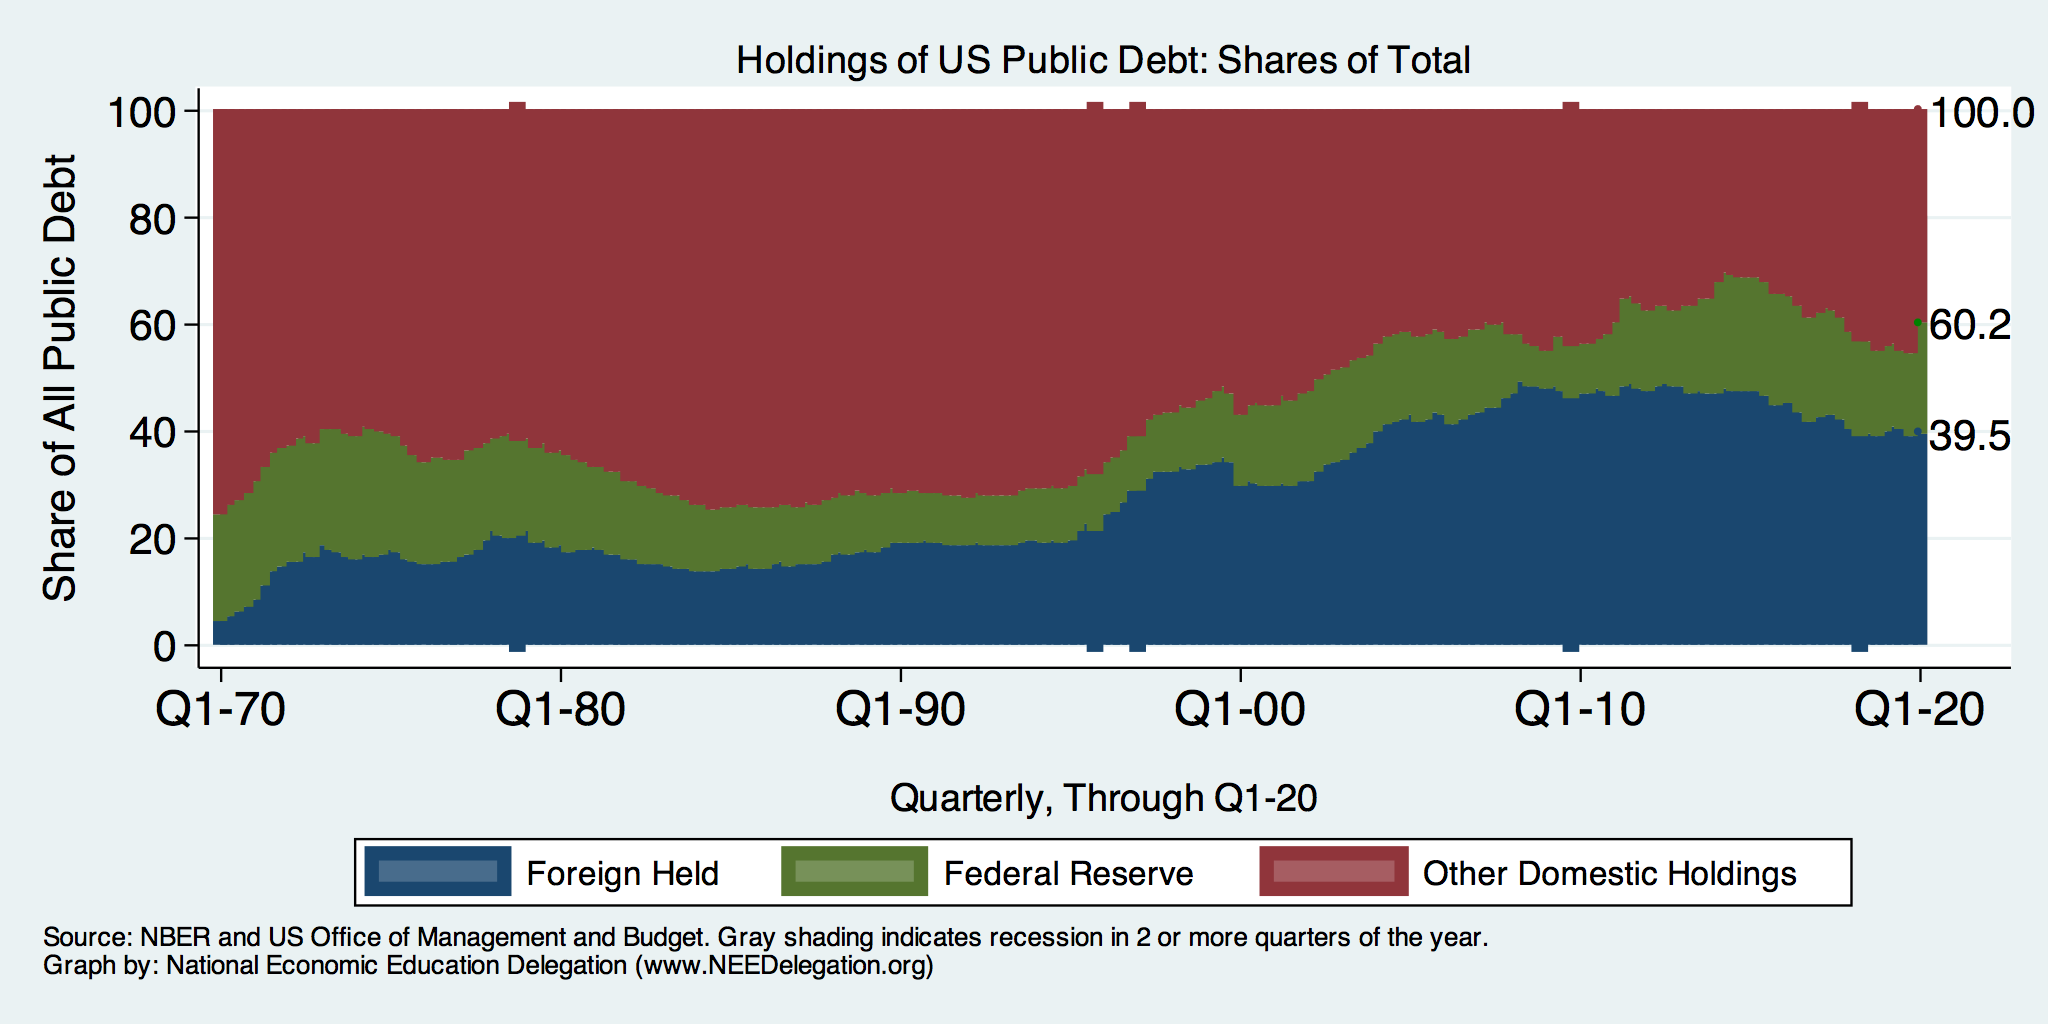 Holdings of US Public Debt: Shares of Total
Share of All Public Debt
100
80
60
40
20
0
100.0
60.2
39.5
Q1-70
Q1-80
Q1-90
Q1-00
Q1-10
Q1-20
Quarterly, Through Q1-20
Foreign Held
Federal Reserve
Other Domestic Holdings
Source: NBER and US Office of Management and Budget. Gray shading indicates recession in 2 or more quarters of the year.
Graph by: National Economic Education Delegation (www.NEEDelegation.org)